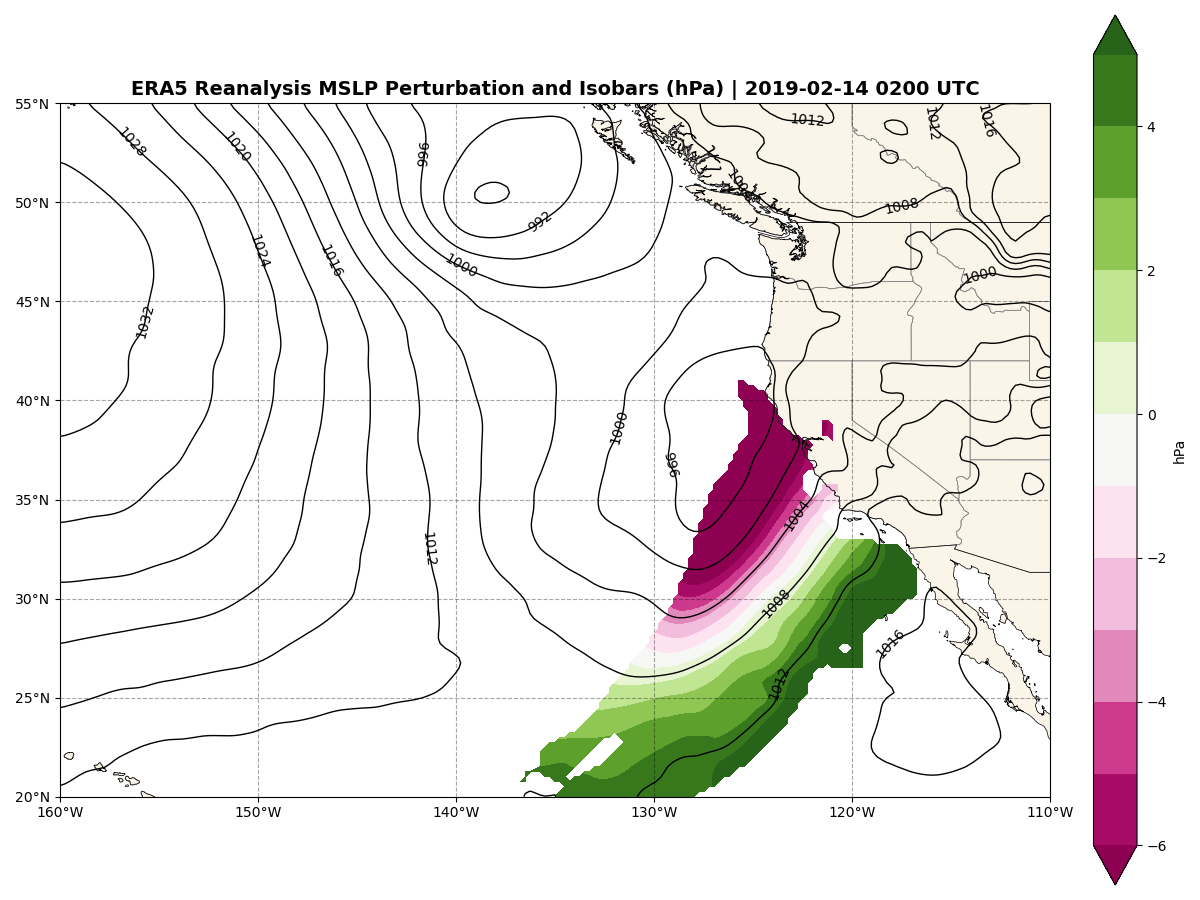 ERA5 Reanalysis MSLP Perturbation and Isobars (hPa) | 2019-02-14 0200 UTC
55°N
50°N
45°N
40°N
35°N
30°N
25°N
20°N
160°W
150°W
140°W
130°W
120°W
110°W
1028
1020
996
1012
1012
1016
1008
992
1024
1016
1000
1000
1032
1000
996
1004
1012
1008
1016
1012
4
2
0
−2
−4
−6
hPa